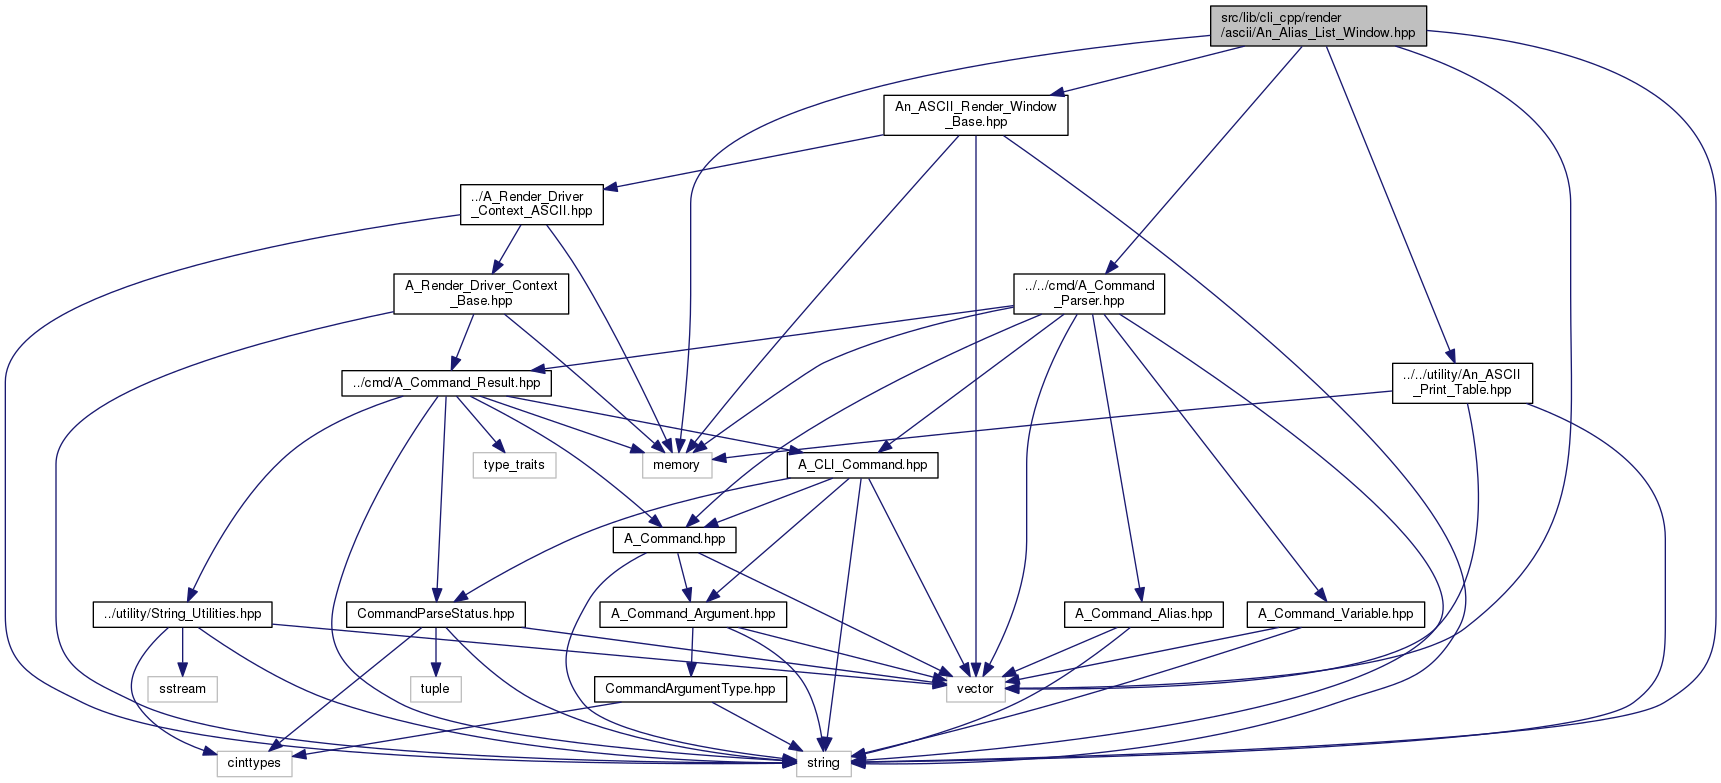 src/lib/cli_cpp/render
/ascii/An_Alias_List_Window.hpp
An_ASCII_Render_Window
_Base.hpp
../A_Render_Driver
_Context_ASCII.hpp
A_Render_Driver_Context
_Base.hpp
../../cmd/A_Command
_Parser.hpp
../cmd/A_Command_Result.hpp
../../utility/An_ASCII
_Print_Table.hpp
type_traits
memory
A_CLI_Command.hpp
A_Command.hpp
../utility/String_Utilities.hpp
CommandParseStatus.hpp
A_Command_Argument.hpp
A_Command_Alias.hpp
A_Command_Variable.hpp
sstream
tuple
CommandArgumentType.hpp
vector
cinttypes
string